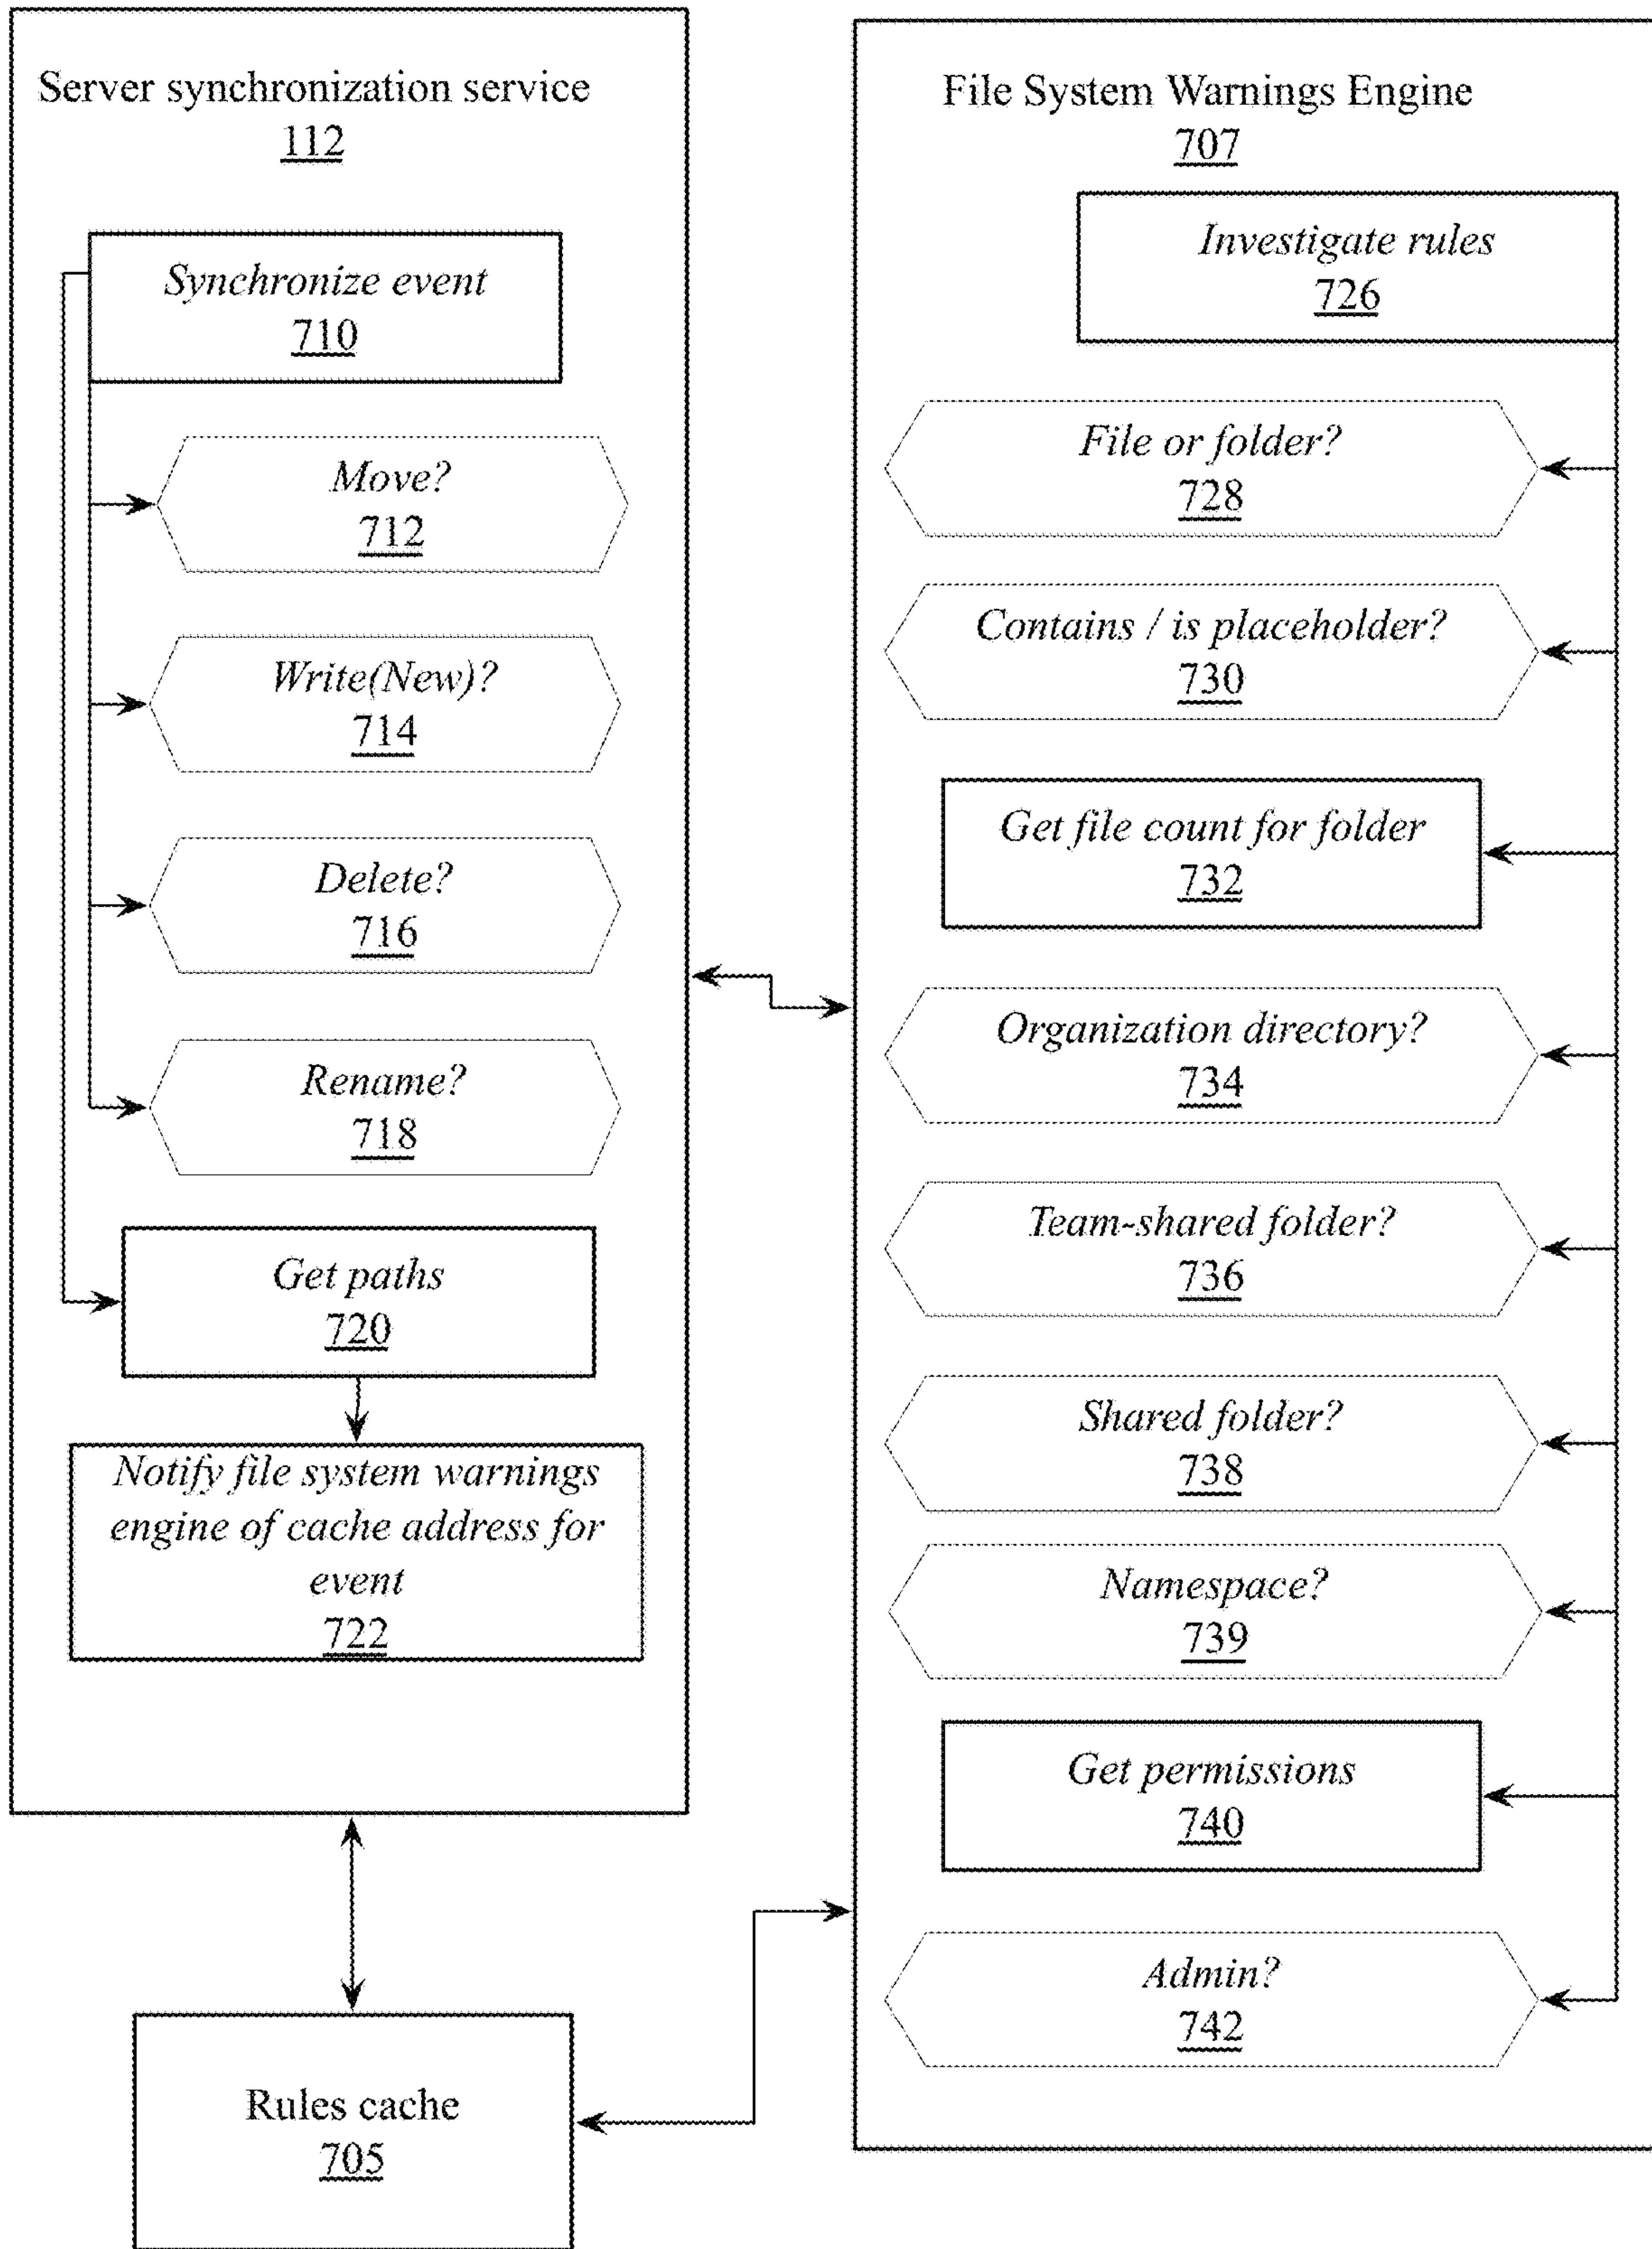 Server synchronization service
112
Synchronize event
710
Move?
712
Write(New)?
714
Delete?
716
Rename?
718
Get paths
720
Notify file system warnings
engine of cache address for
event
722
Rules cache
705
File System Warnings Engine
707
Investigate rules
726
File or folder?
728
Contains / is placeholder?
730
Get file count for folder
732
Organization directory?
734
Team-shared folder?
736
Shared folder?
738
Namespace?
739
Get permissions
740
Admin?
742